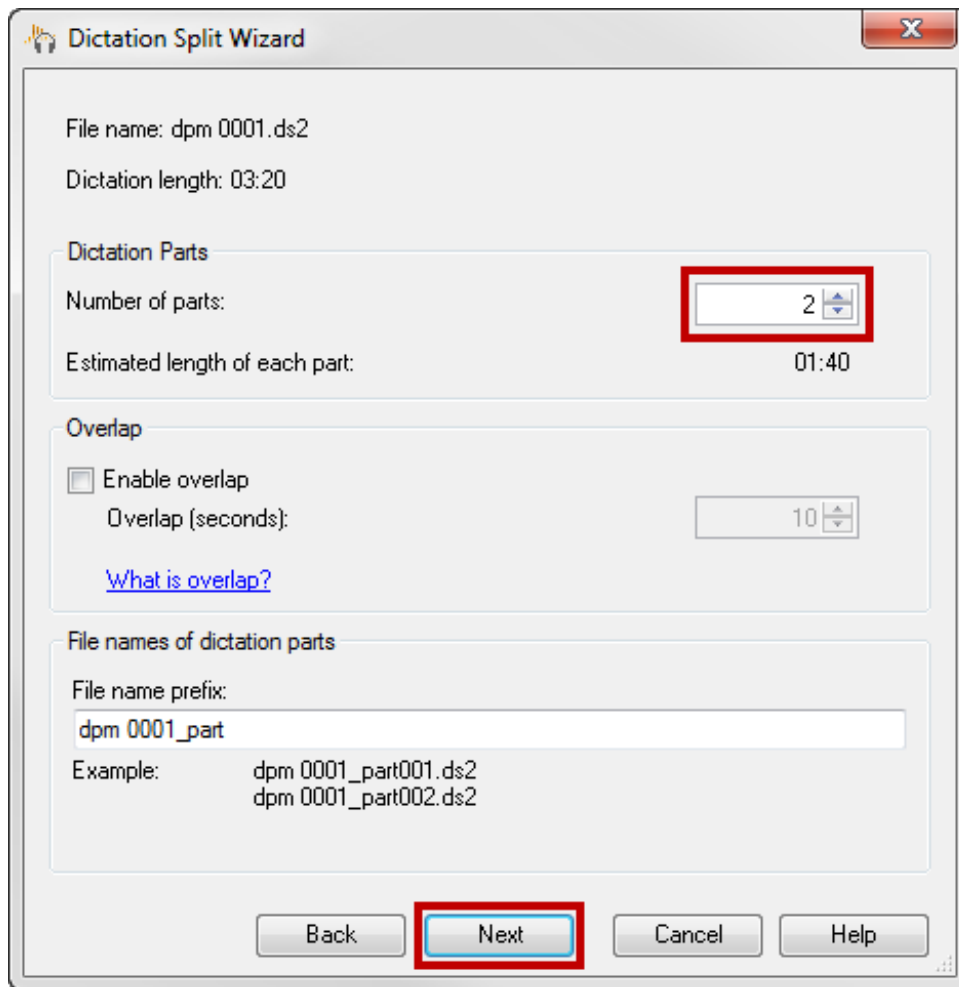 Dictation Split Wizard
File name: dpm 0001.ds2
Dictation length: 03:20
Dictation Parts
Number of parts: 2
Estimated length of each part: 01:40
Overlap
Enable overlap
Overlap (seconds): 10
What is overlap?
File names of dictation parts
File name prefix:
dpm 0001_part
Example: dpm 0001_part001.ds2
dpm 0001_part002.ds2
Back Next Cancel Help